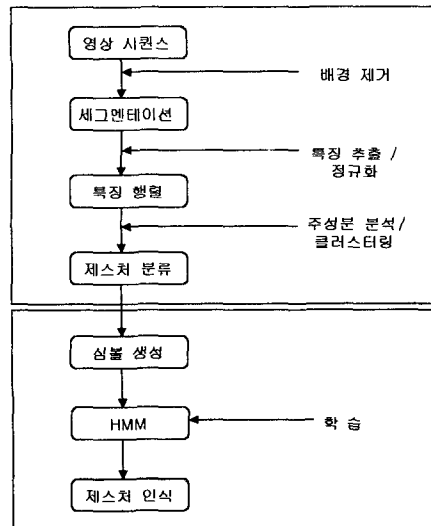 영상 시퀀스
배경 제거
세그멘테이션
특징 추출 /
정규화
특징 행렬
주성분 분석/
클러스터링
제스처 분류
심볼 생성
HMM
학 습
제스처 인식